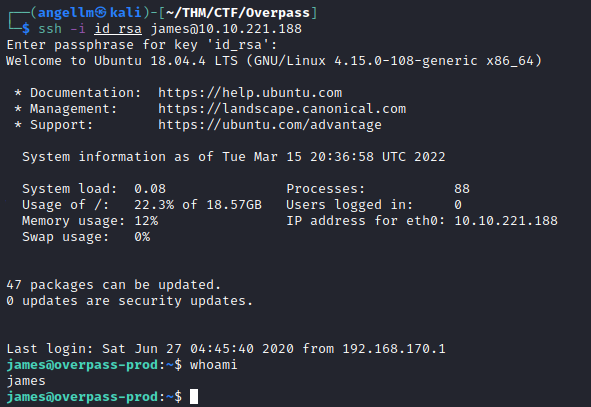 ┌──(angellm㉿kali)-[~/THM/CTF/Overpass]
└─$ ssh -i id_rsa james@10.10.221.188
Enter passphrase for key 'id_rsa':
Welcome to Ubuntu 18.04.4 LTS (GNU/Linux 4.15.0-108-generic x86_64)

 * Documentation:  https://help.ubuntu.com
 * Management:     https://landscape.canonical.com
 * Support:        https://ubuntu.com/advantage

  System information as of Tue Mar 15 20:36:58 UTC 2022

  System load:  0.08               Processes:           88
  Usage of /:   22.3% of 18.57GB   Users logged in:     0
  Memory usage: 12%                IP address for eth0: 10.10.221.188
  Swap usage:   0%


47 packages can be updated.
0 updates are security updates.


Last login: Sat Jun 27 04:45:40 2020 from 192.168.170.1
james@overpass-prod:~$ whoami
james
james@overpass-prod:~$